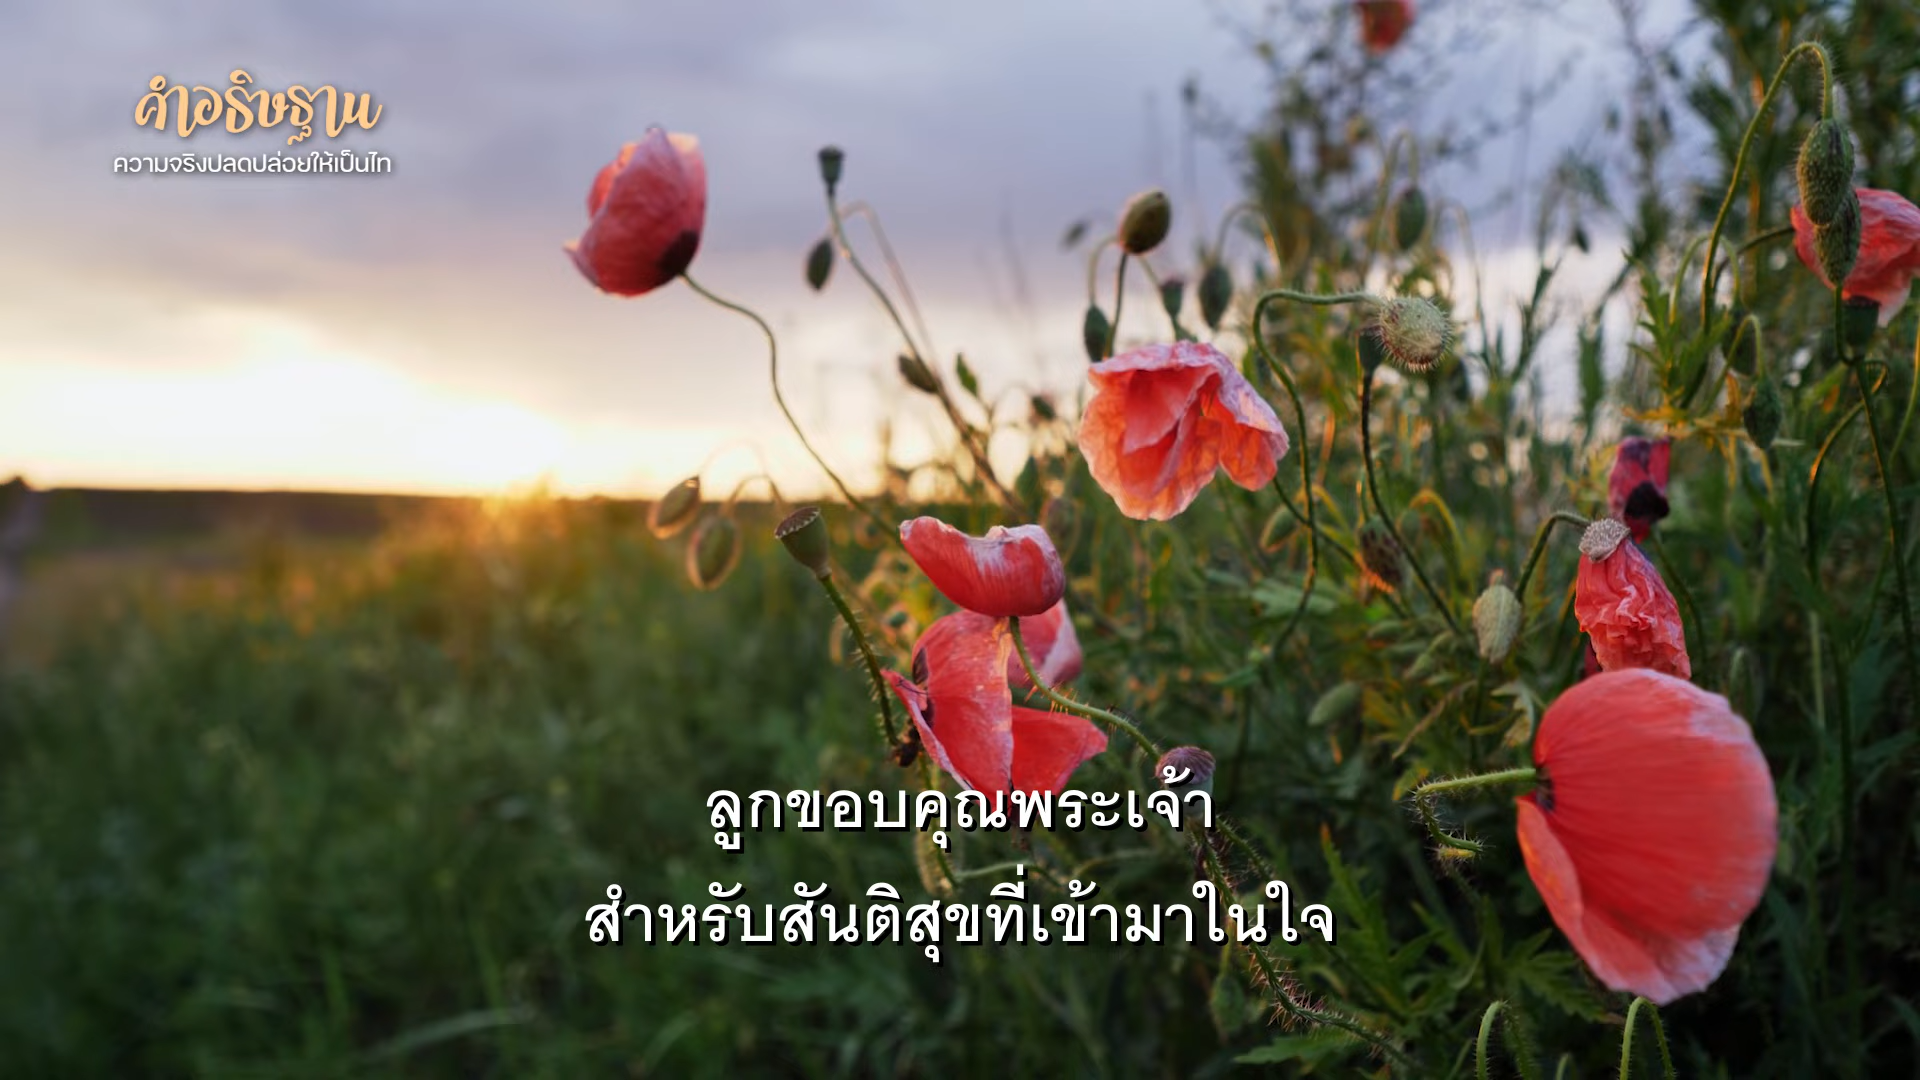 คำอธิษฐาน
ความจริงปลดปล่อยให้เป็นไท
ลูกขอบคุณพระเจ้า
สำหรับสันติสุขที่เข้ามาในใจ